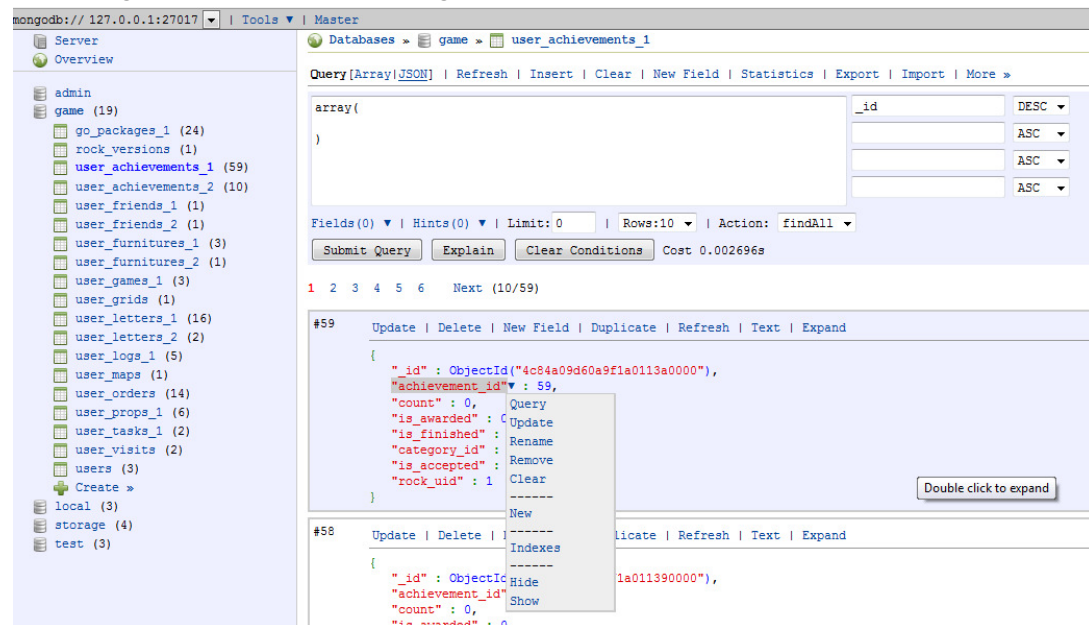 mongodb:// 127.0.0.1:27017 | Tools ▼ | Master
Server
Overview
admin
game (19)
go_packages_1 (24)
rock_versions (1)
user_achievements_1 (59)
user_achievements_2 (10)
user_friends_1 (1)
user_friends_2 (1)
user_furnitures_1 (3)
user_furnitures_2 (1)
user_games_1 (3)
user_grids (1)
user_letters_1 (16)
user_letters_2 (2)
user_logs_1 (5)
user_maps (1)
user_orders (14)
user_props_1 (6)
user_tasks_1 (2)
user_visits (2)
users (3)
Create »
local (3)
storage (4)
test (3)
Databases » game » user_achievements_1
Query[Array|JSON] | Refresh | Insert | Clear | New Field | Statistics | Export | Import | More »
array(
)
_id DESC
ASC
ASC
ASC
Fields(0) ▼ | Hints(0) ▼ | Limit: 0 | Rows:10 | Action: findAll
Submit Query Explain Clear Conditions Cost 0.002696s
1 2 3 4 5 6 Next (10/59)
#59 Update | Delete | New Field | Duplicate | Refresh | Text | Expand
{
"_id" : ObjectId("4c84a09d60a9f1a0113a0000"),
"achievement_id"▼ : 59,
"count" : 0,
"is_awarded" :
"is_finished" :
"category_id" :
"is_accepted" :
"rock_uid" : 1
}
Query
Update
Rename
Remove
Clear
------
New
------
Indexes
------
Hide
Show
Double click to expand
#58 Update | Delete | licate | Refresh | Text | Expand
{
"_id" : ObjectId 1a011390000"),
"achievement_id"
"count" : 0,
"is_awarded" : 0